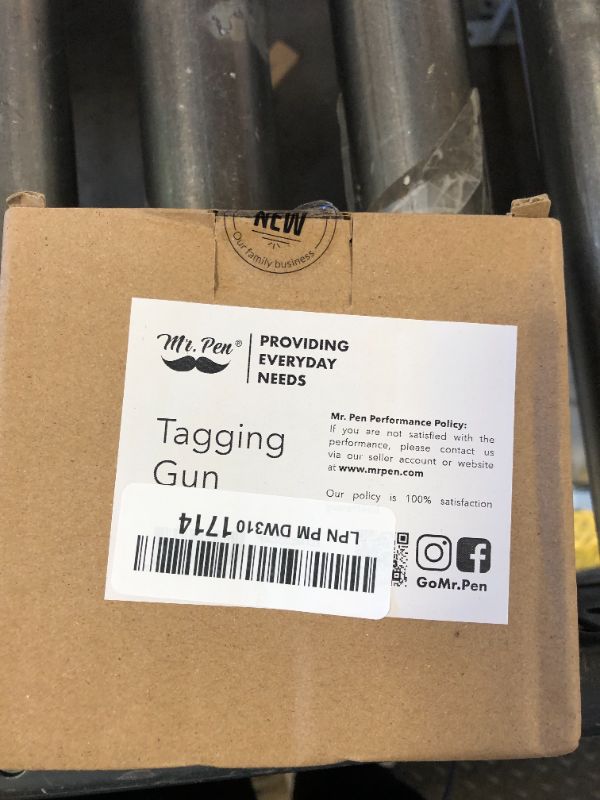 NEW
Our family business
Mr. Pen®
PROVIDING
EVERYDAY
NEEDS
Tagging
Gun
Mr. Pen Performance Policy:
If you are not satisfied with the
performance, please contact us
via our seller account or website
at www.mrpen.com
Our policy is 100% satisfaction
GoMr.Pen
LPN PM DW310 1714